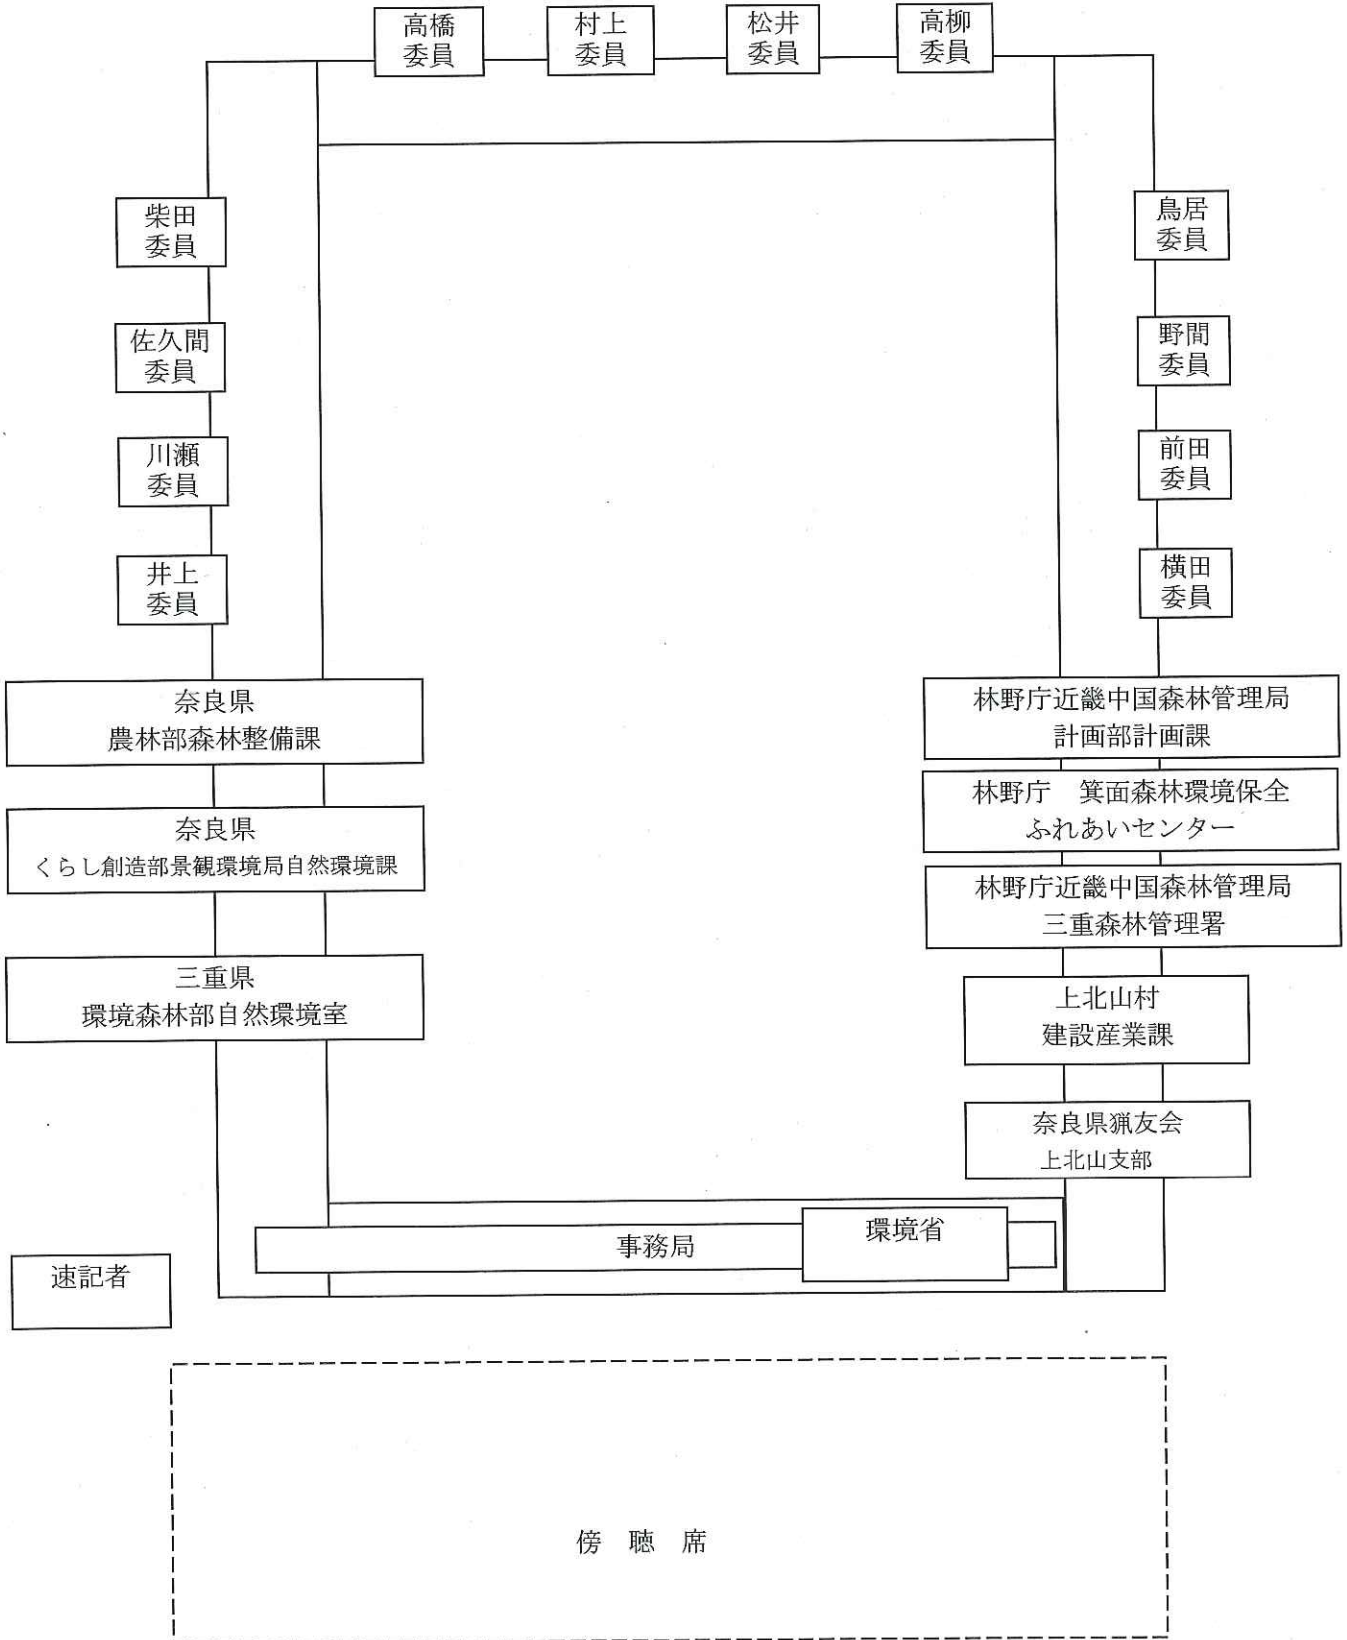 高橋
委員
村上
委員
松井
委員
高柳
委員
柴田
委員
鳥居
委員
佐久間
委員
野間
委員
川瀬
委員
前田
委員
井上
委員
横田
委員
奈良県
農林部森林整備課
林野庁近畿中国森林管理局
計画部計画課
林野庁　箕面森林環境保全
ふれあいセンター
奈良県
くらし創造部景観環境局自然環境課
林野庁近畿中国森林管理局
三重森林管理署
三重県
環境森林部自然環境室
上北山村
建設産業課
奈良県猟友会
上北山支部
環境省
事務局
速記者
傍　聴　席